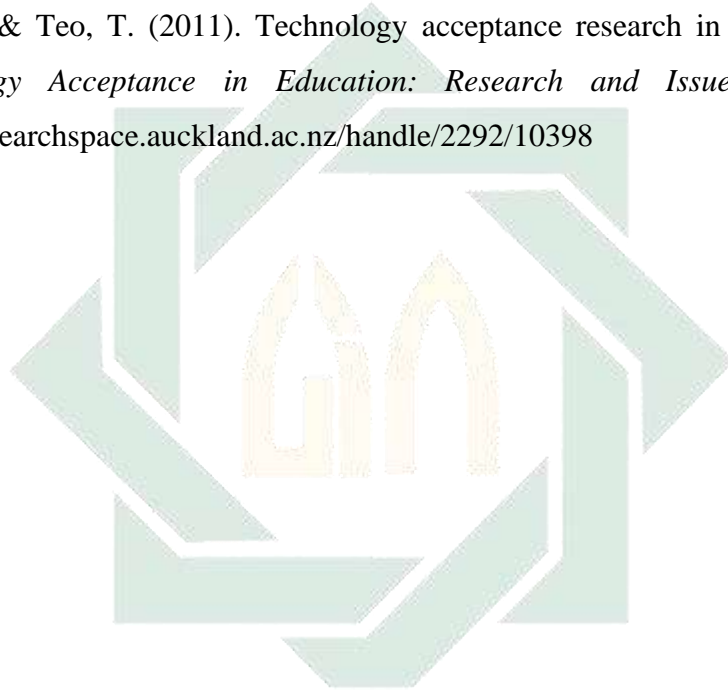 & Teo, T. (2011). Technology acceptance research in
gy Acceptance in Education: Research and Issue
earchspace.auckland.ac.nz/handle/2292/10398